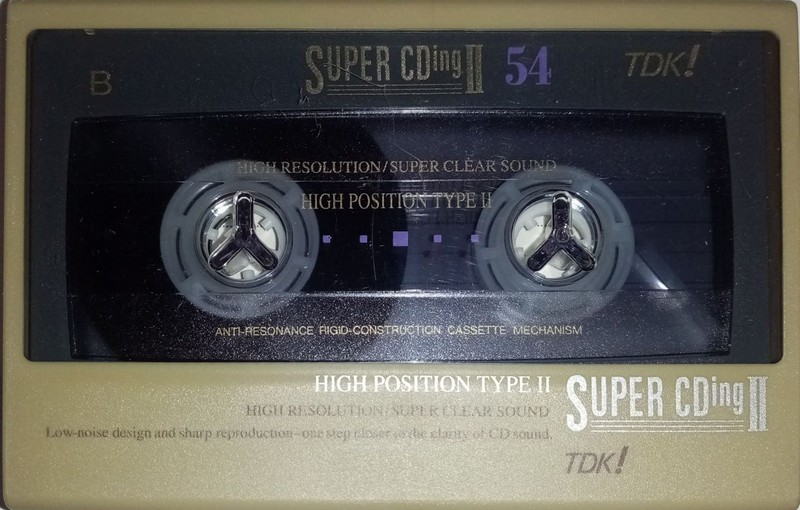 B
SUPER CDing II 54
TDK!
HIGH RESOLUTION/SUPER CLEAR SOUND
HIGH POSITION TYPE II
ANTI-RESONANCE RIGID-CONSTRUCTION CASSETTE MECHANISM
HIGH POSITION TYPE II
SUPER CDing II
HIGH RESOLUTION/SUPER CLEAR SOUND
Low-noise design and sharp reproduction–one step closer to the clarity of CD sound.
TDK!